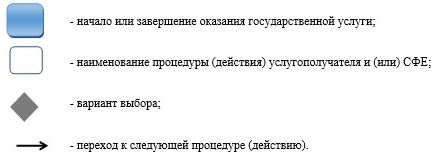 - начало или завершение оказания государственной услуги;
- наименование процедуры (действия) услугополучателя и (или) СФЕ;
- вариант выбора;
- переход к следующей процедуре (действию).